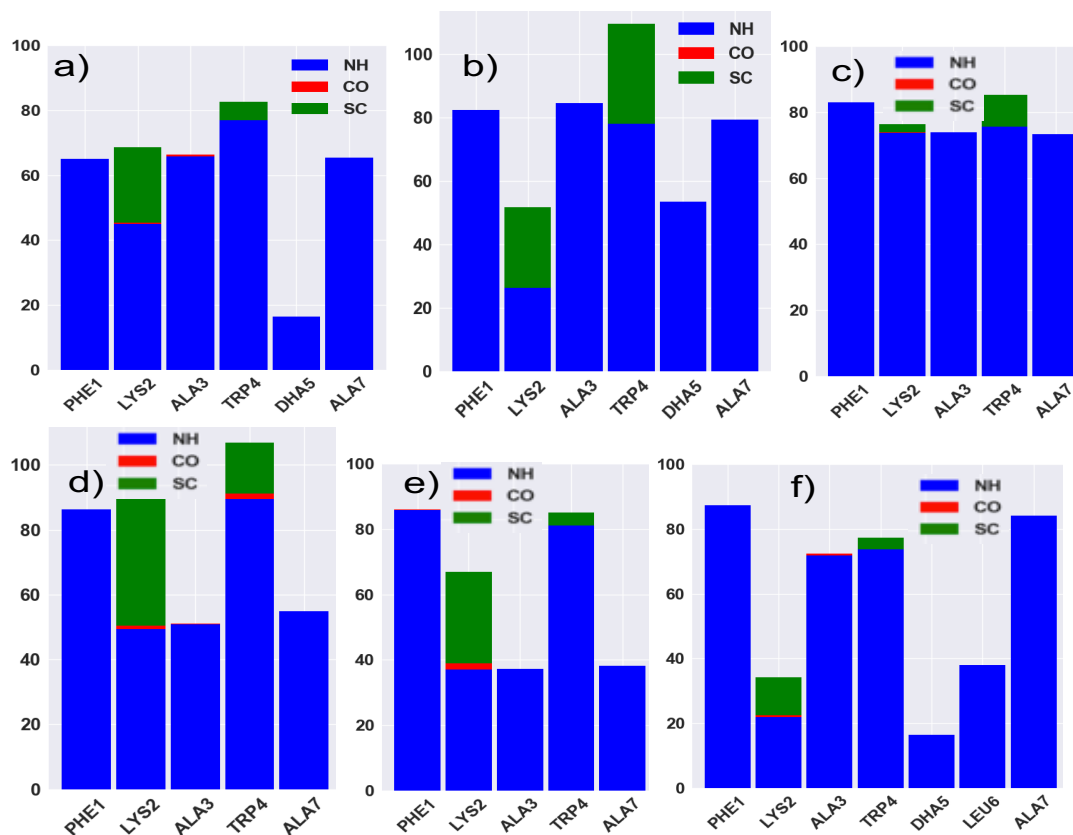 a)
NH
CO
SC
100
80
60
40
20
0
PHE1 LYS2 ALA3 TRP4 DHA5 ALA7
b)
NH
CO
SC
100
80
60
40
20
0
PHE1 LYS2 ALA3 TRP4 DHA5 ALA7
c)
NH
CO
SC
100
80
60
40
20
0
PHE1 LYS2 ALA3 TRP4 ALA7
d)
NH
CO
SC
100
80
60
40
20
0
PHE1 LYS2 ALA3 TRP4 ALA7
e)
NH
CO
SC
100
80
60
40
20
0
PHE1 LYS2 ALA3 TRP4 ALA7
f)
NH
CO
SC
100
80
60
40
20
0
PHE1 LYS2 ALA3 TRP4 DHA5 LEU6 ALA7